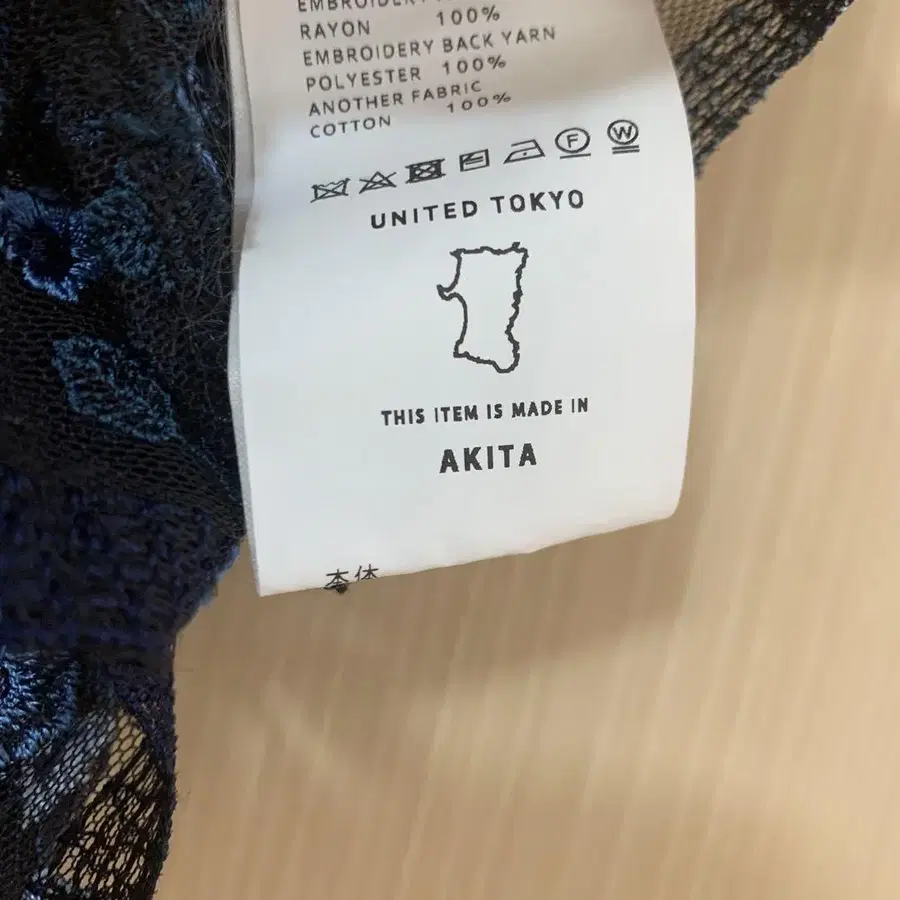 EMBROIDERY
RAYON 100%
EMBROIDERY BACK YARN
POLYESTER 100%
ANOTHER FABRIC
COTTON 100%
F W
UNITED TOKYO
THIS ITEM IS MADE IN
AKITA
本体